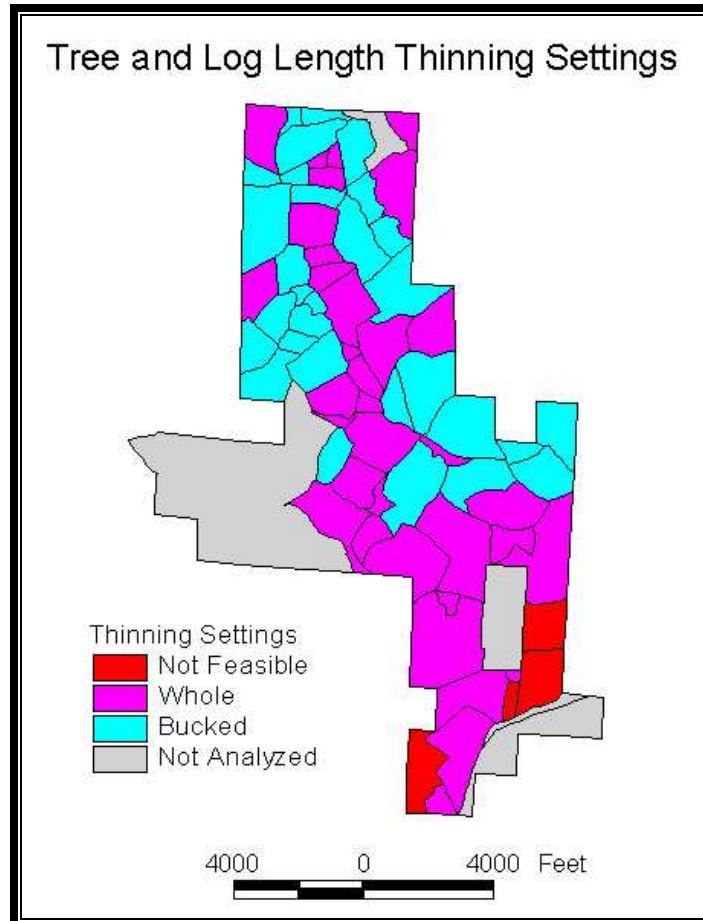 Tree and Log Length Thinning Settings
Thinning Settings
Not Feasible
Whole
Bucked
Not Analyzed
4000 0 4000 Feet